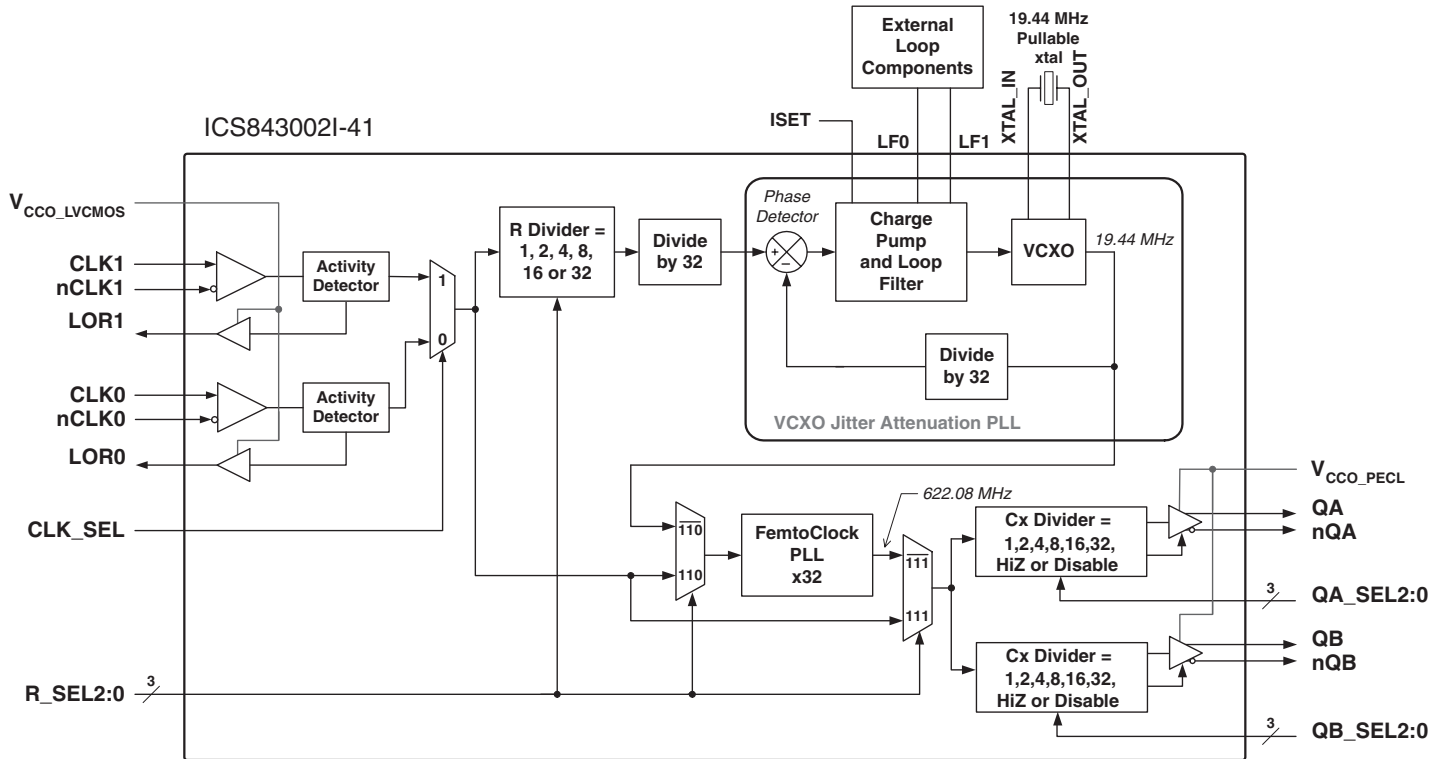 19.44 MHz
Pullable
xtal
External
Loop
Components
XTAL_IN
XTAL_OUT
ISET
LF0
LF1
ICS843002I-41
V CCO_LVCMOS
CLK1
nCLK1
LOR1
CLK0
nCLK0
LOR0
CLK_SEL
R_SEL2:0
3
Activity
Detector
Activity
Detector
1
0
R Divider =
1, 2, 4, 8,
16 or 32
Divide
by 32
Phase
Detector
+
–
Charge
Pump
and Loop
Filter
VCXO
19.44 MHz
Divide
by 32
VCXO Jitter Attenuation PLL
110
110
FemtoClock
PLL
x32
622.08 MHz
111
111
Cx Divider =
1,2,4,8,16,32,
HiZ or Disable
Cx Divider =
1,2,4,8,16,32,
HiZ or Disable
V CCO_PECL
QA
nQA
3
QA_SEL2:0
QB
nQB
3
QB_SEL2:0